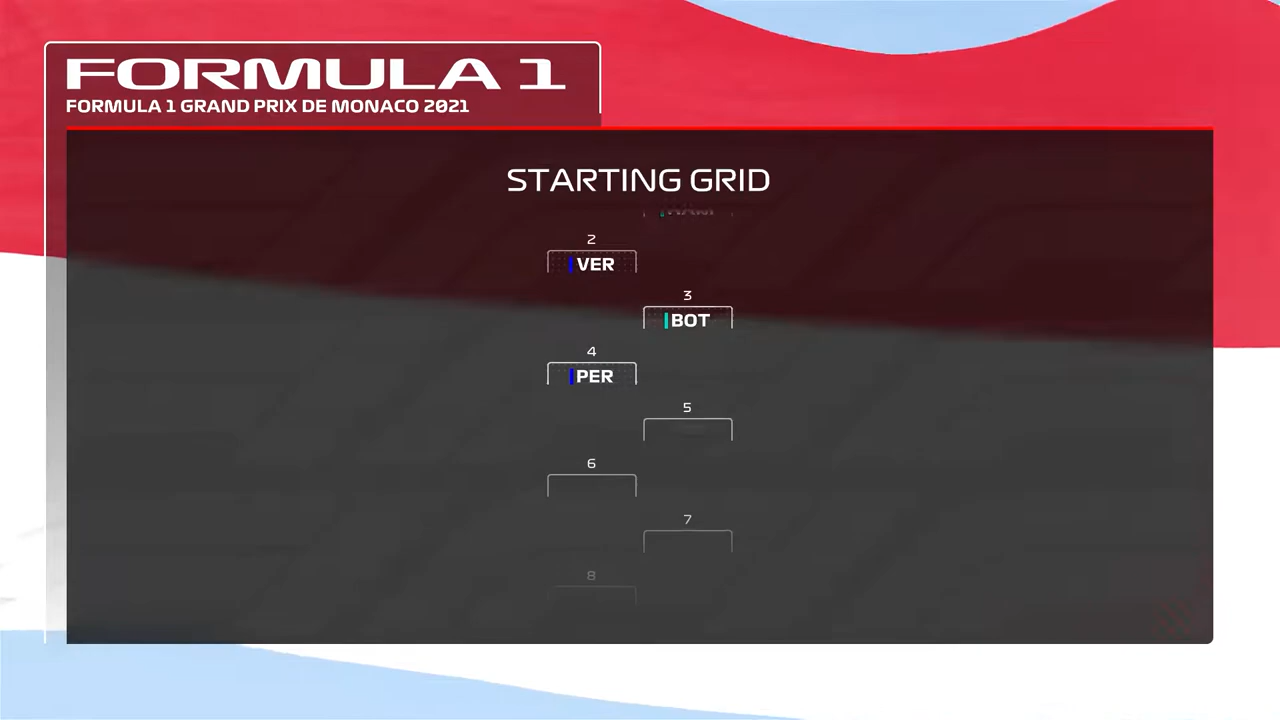 FORMULA 1
FORMULA 1 GRAND PRIX DE MONACO 2021
STARTING GRID
2
VER
3
BOT
4
PER
5
6
7
8